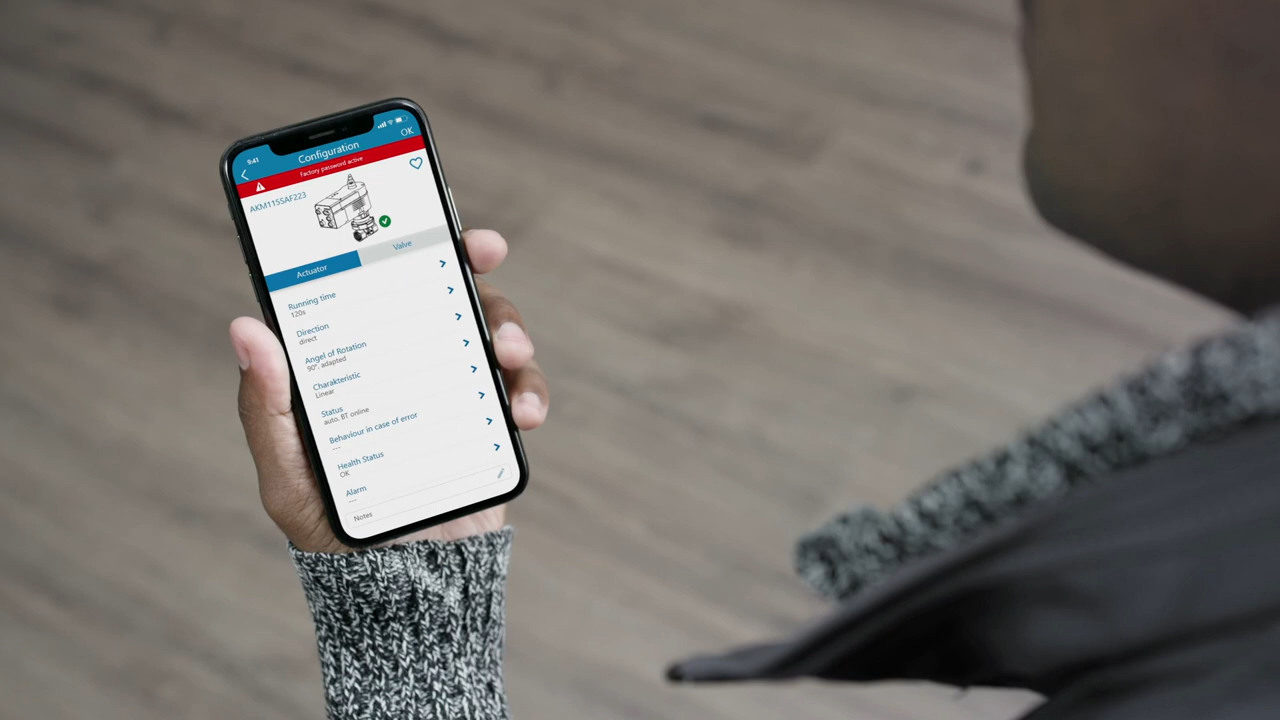 9:41
OK
Configuration
Factory password active
AKM115SAF223
Actuator
Valve
Running time
120s
Direction
direct
Angel of Rotation
90°, adapted
Charakteristic
Linear
Status
auto. BT online
Behaviour in case of error
---
Health Status
OK
Alarm
---
Notes